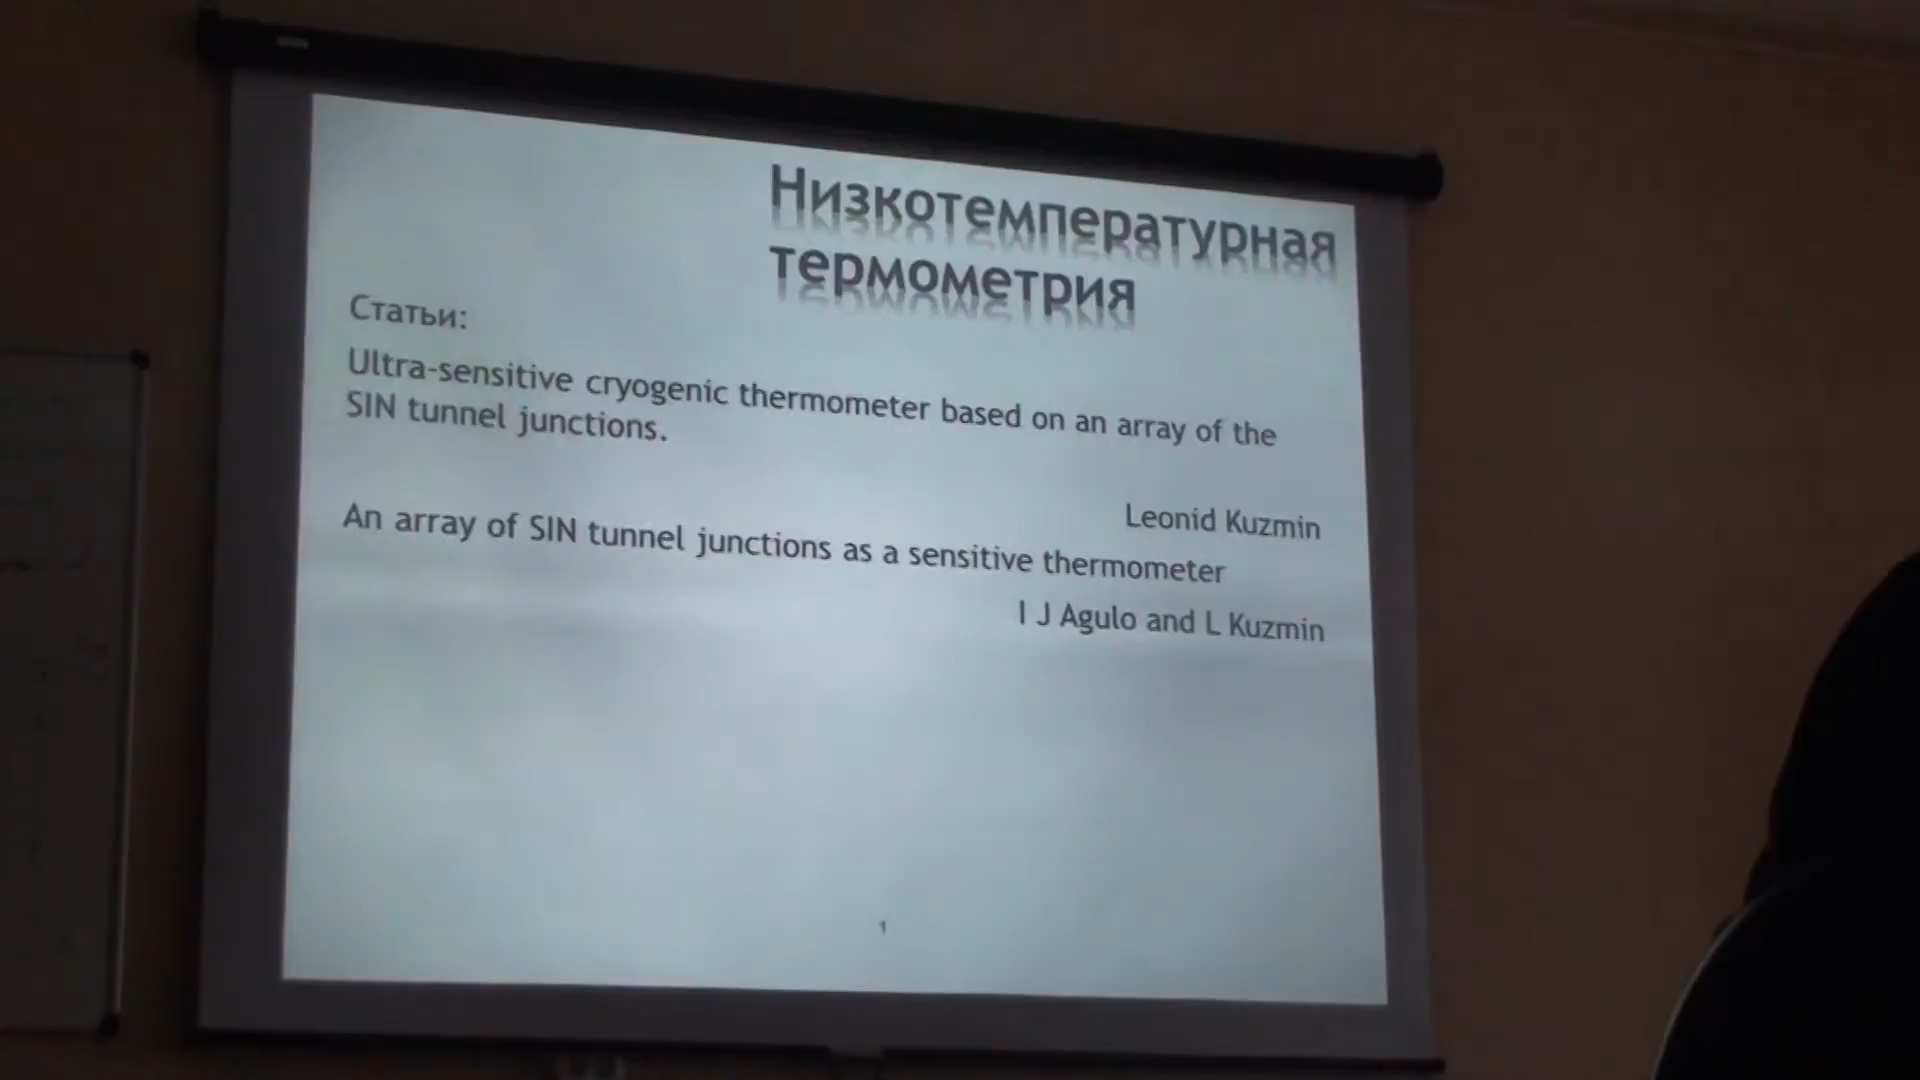 Низкотемпературная
термометрия
Статьи:
Ultra-sensitive cryogenic thermometer based on an array of the
SIN tunnel junctions.
Leonid Kuzmin
An array of SIN tunnel junctions as a sensitive thermometer
I J Agulo and L Kuzmin
1